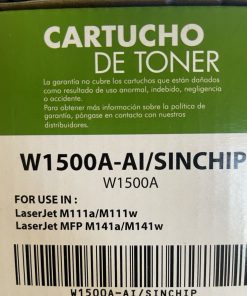 CARTUCHO
DE TONER
La garantía no cubre los cartuchos que están dañados
como resultado de uso anormal, indebido, negligencia
o accidente.
Para obtener más información sobre la política de
garantía, póngase en contacto con nuestros
distribuidores.
W1500A-AI/SINCHIP
W1500A
FOR USE IN :
LaserJet M111a/M111w
LaserJet MFP M141a/M141w
W1500A-AI/SINCHIP